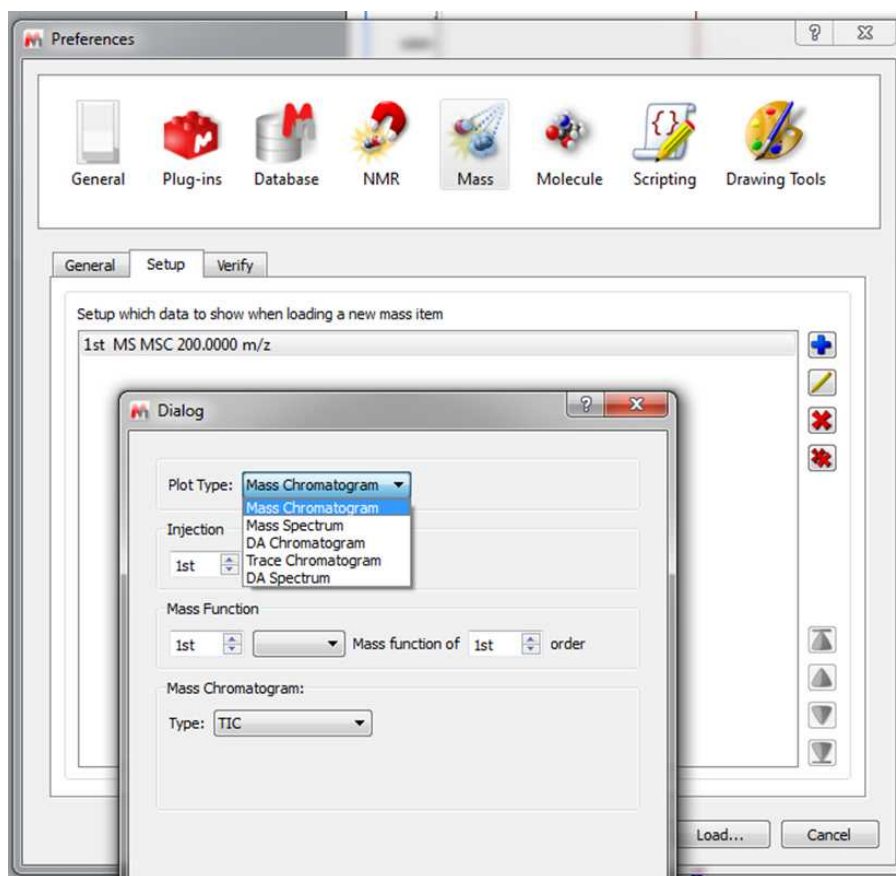 Preferences
General Plug-ins Database NMR Mass Molecule Scripting Drawing Tools
General Setup Verify
Setup which data to show when loading a new mass item
1st MS MSC 200.0000 m/z
Dialog
Plot Type: Mass Chromatogram
Mass Chromatogram
Mass Spectrum
DA Chromatogram
Trace Chromatogram
DA Spectrum
Injection
1st
Mass Function
1st Mass function of 1st order
Mass Chromatogram:
Type: TIC
Load... Cancel